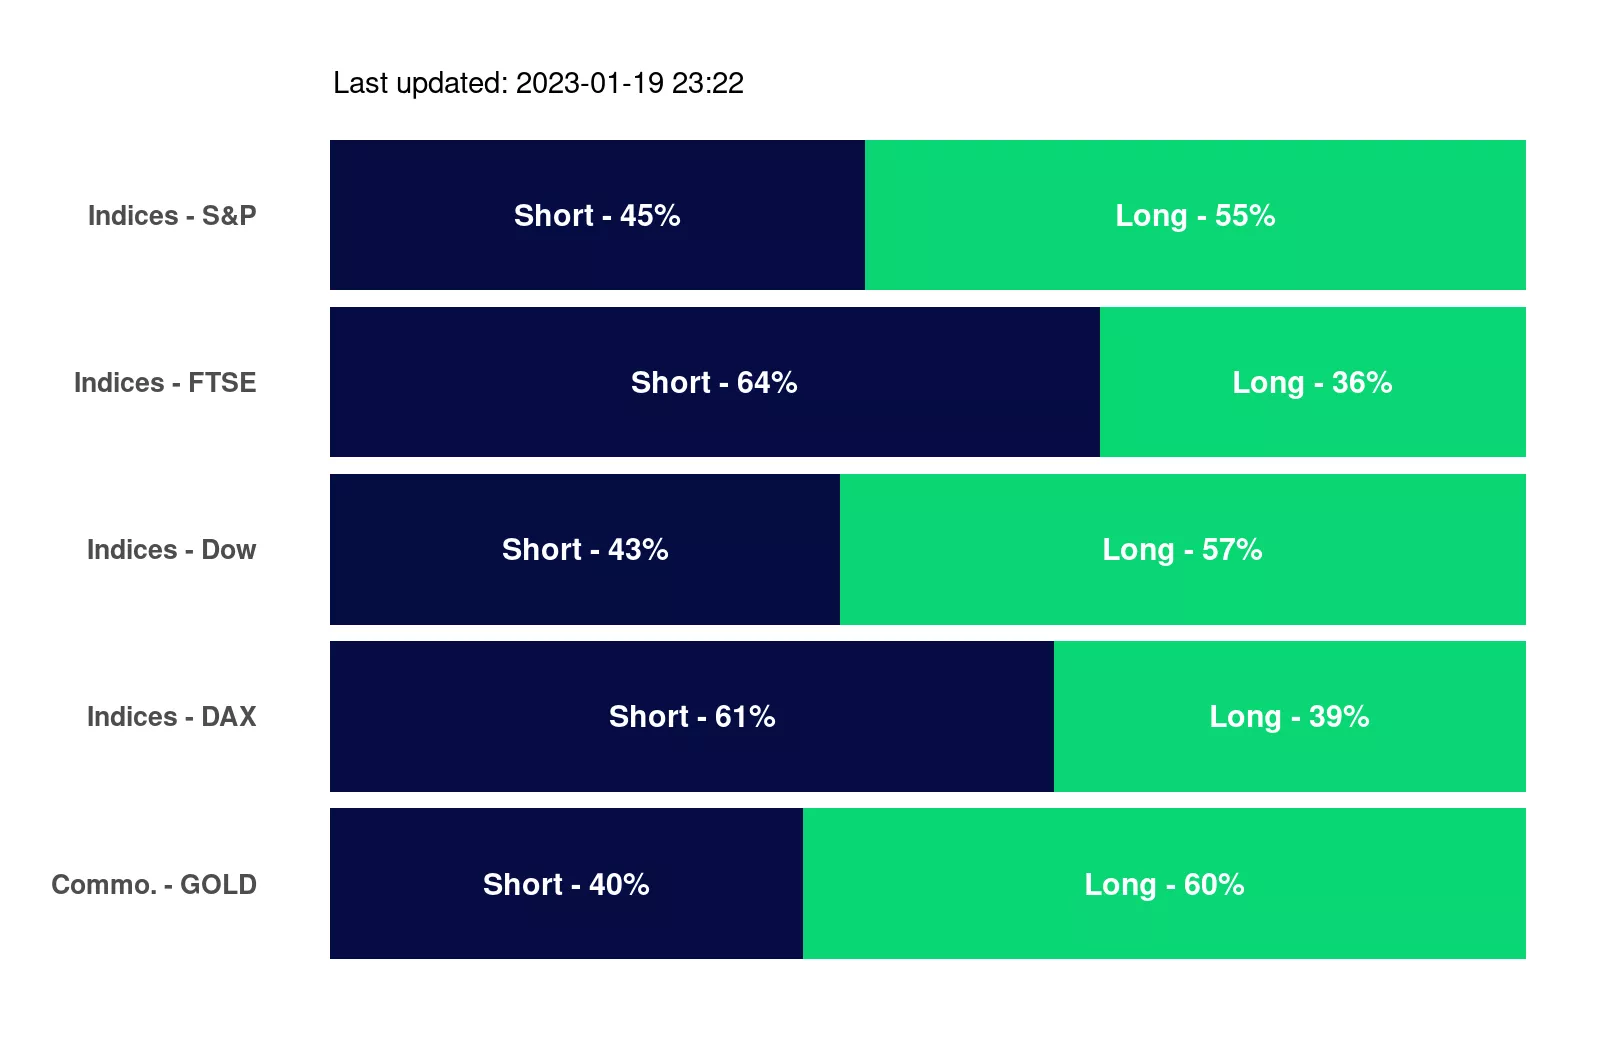 Last updated: 2023-01-19 23:22
Indices - S&P Short - 45% Long - 55%
Indices - FTSE Short - 64% Long - 36%
Indices - Dow Short - 43% Long - 57%
Indices - DAX Short - 61% Long - 39%
Commo. - GOLD Short - 40% Long - 60%